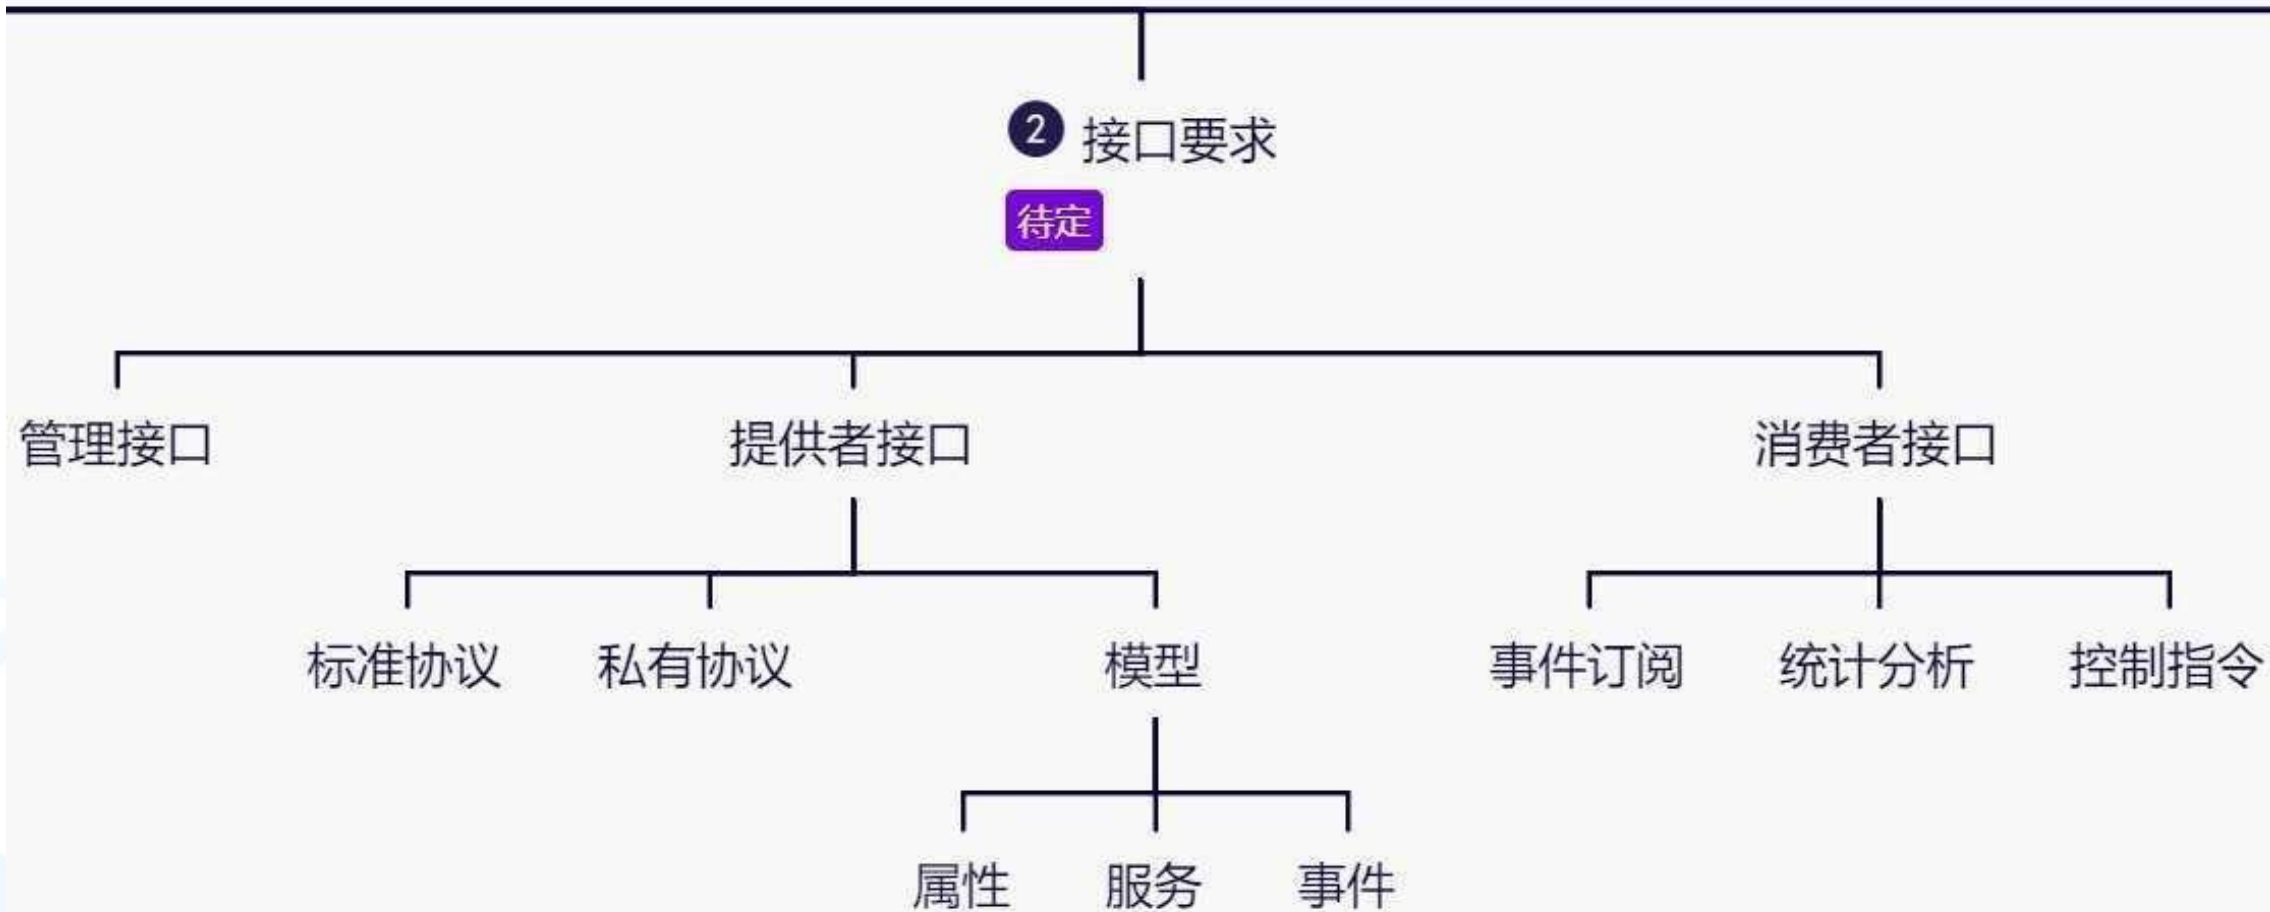 2 接口要求
待定
管理接口 提供者接口 消费者接口
标准协议 私有协议 模型 事件订阅 统计分析 控制指令
属性 服务 事件